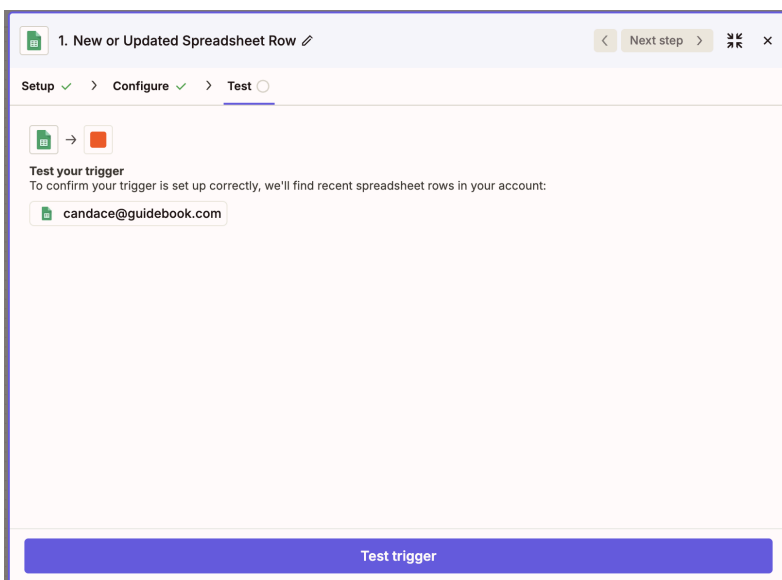 1. New or Updated Spreadsheet Row
Next step
Setup
Configure
Test
Test your trigger
To confirm your trigger is set up correctly, we'll find recent spreadsheet rows in your account:
candace@guidebook.com
Test trigger